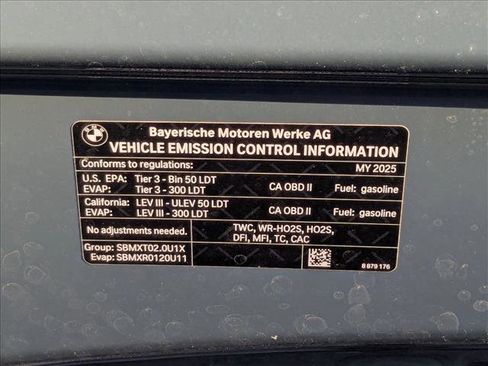 BMW
Bayerische Motoren Werke AG
VEHICLE EMISSION CONTROL INFORMATION
Conforms to regulations: MY 2025
U.S. EPA: Tier 3 - Bin 50 LDT
EVAP: Tier 3 - 300 LDT CA OBD II Fuel: gasoline
California: LEV III - ULEV 50 LDT
EVAP: LEV III - 300 LDT CA OBD II Fuel: gasoline
No adjustments needed. TWC, WR-HO2S, HO2S,
DFI, MFI, TC, CAC
Group: SBMXT02.0U1X
Evap: SBMXR0120U11
8 879 176